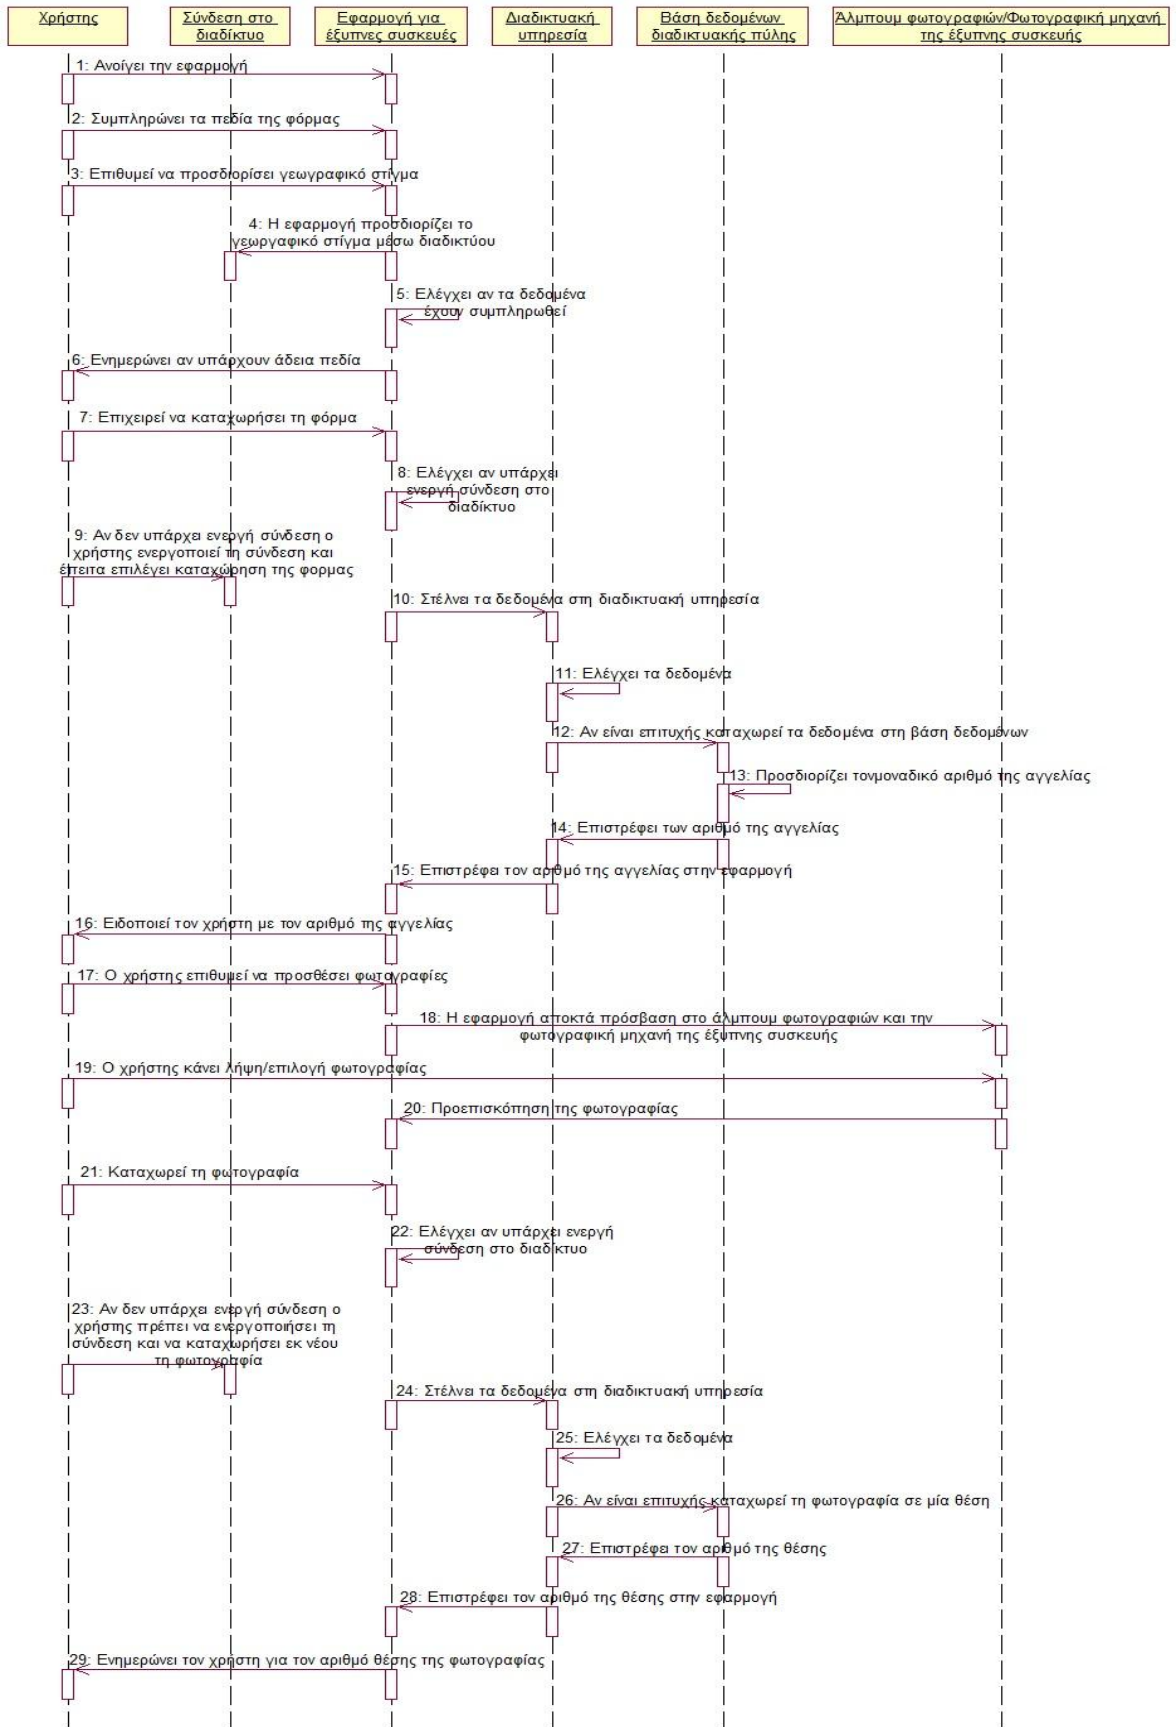 Χρήστης
Σύνδεση στο
διαδίκτυο
Εφαρμογή για
έξυπνες συσκευές
Διαδικτυακή
υπηρεσία
Βάση δεδομένων
διαδικτυακής πύλης
Άλμπουμ φωτογραφιών/Φωτογραφική μηχανή
της έξυπνης συσκευής
1: Ανοίγει την εφαρμογή
2: Συμπληρώνει τα πεδία της φόρμας
3: Επιθυμεί να προσδιορίσει γεωγραφικό στίγμα
4: Η εφαρμογή προσδιορίζει το
γεωργαφικό στίγμα μέσω διαδικτύου
5: Ελέγχει αν τα δεδομένα
έχουν συμπληρωθεί
6: Ενημερώνει αν υπάρχουν άδεια πεδία
7: Επιχειρεί να καταχωρήσει τη φόρμα
8: Ελέγχει αν υπάρχει
ενεργή σύνδεση στο
διαδίκτυο
9: Αν δεν υπάρχει ενεργή σύνδεση ο
χρήστης ενεργοποιεί τη σύνδεση και
έπειτα επιλέγει καταχώρηση της φορμας
10: Στέλνει τα δεδομένα στη διαδικτυακή υπηρεσία
11: Ελέγχει τα δεδομένα
12: Αν είναι επιτυχής καταχωρεί τα δεδομένα στη βάση δεδομένων
13: Προσδιορίζει τονμοναδικό αριθμό της αγγελίας
14: Επιστρέφει των αριθμό της αγγελίας
15: Επιστρέφει τον αριθμό της αγγελίας στην εφαρμογή
16: Ειδοποιεί τον χρήστη με τον αριθμό της αγγελίας
17: Ο χρήστης επιθυμεί να προσθέσει φωτογραφίες
18: Η εφαρμογή αποκτά πρόσβαση στο άλμπουμ φωτογραφιών και την
φωτογραφική μηχανή της έξυπνης συσκευής
19: Ο χρήστης κάνει λήψη/επιλογή φωτογραφίας
20: Προεπισκόπηση της φωτογραφίας
21: Καταχωρεί τη φωτογραφία
22: Ελέγχει αν υπάρχει ενεργή
σύνδεση στο διαδίκτυο
23: Αν δεν υπάρχει ενεργή σύνδεση ο
χρήστης πρέπει να ενεργοποιήσει τη
σύνδεση και να καταχωρήσει εκ νέου
τη φωτογραφία
24: Στέλνει τα δεδομένα στη διαδικτυακή υπηρεσία
25: Ελέγχει τα δεδομένα
26: Αν είναι επιτυχής καταχωρεί τη φωτογραφία σε μία θέση
27: Επιστρέφει τον αριθμό της θέσης
28: Επιστρέφει τον αριθμό της θέσης στην εφαρμογή
29: Ενημερώνει τον χρήστη για τον αριθμό θέσης της φωτογραφίας